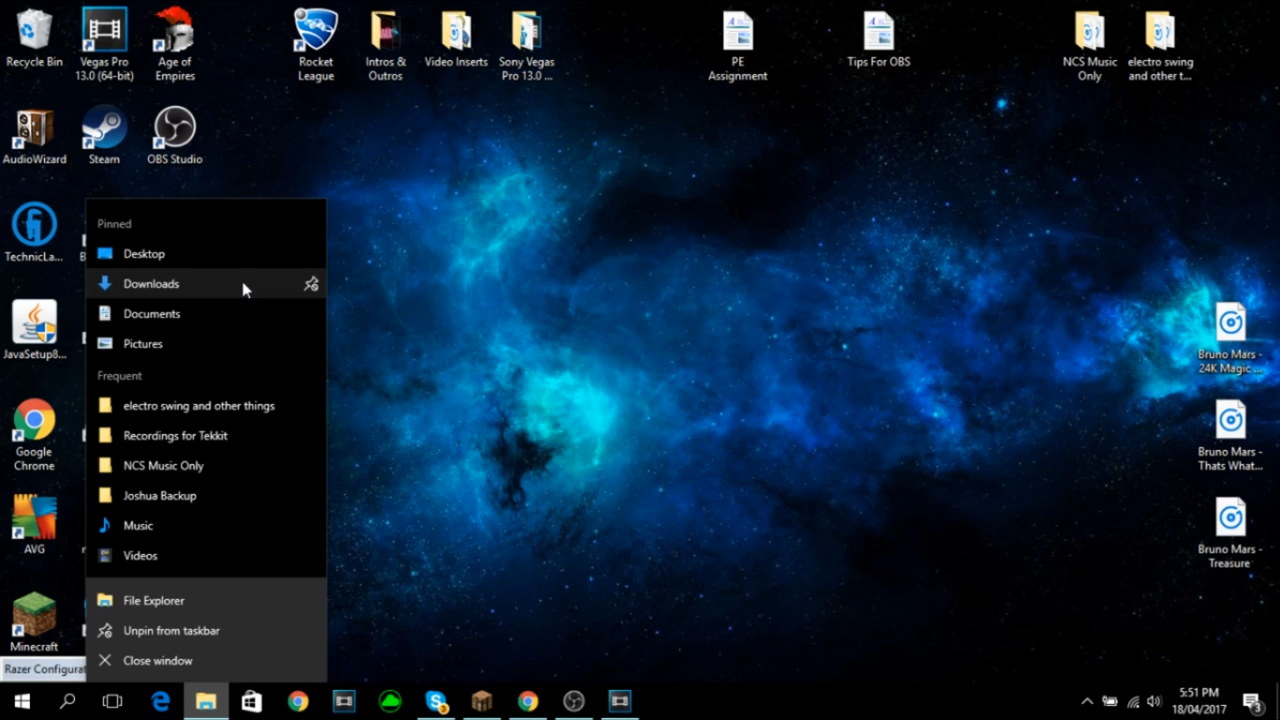 Recycle Bin
Vegas Pro
13.0 (64-bit)
Age of
Empires
Rocket
League
Intros &
Outros
Video Inserts
Sony Vegas
Pro 13.0 ...
PE
Assignment
Tips For OBS
NCS Music
Only
electro swing
and other t...
AudioWizard
Steam
OBS Studio
TechnicLa...
JavaSetup8...
Google
Chrome
AVG
Minecraft
Razer Configurat
Pinned
Desktop
Downloads
Documents
Pictures
Frequent
electro swing and other things
Recordings for Tekkit
NCS Music Only
Joshua Backup
Music
Videos
File Explorer
Unpin from taskbar
Close window
Bruno Mars -
24K Magic ...
Bruno Mars -
Thats What...
Bruno Mars -
Treasure
5:51 PM
18/04/2017
3